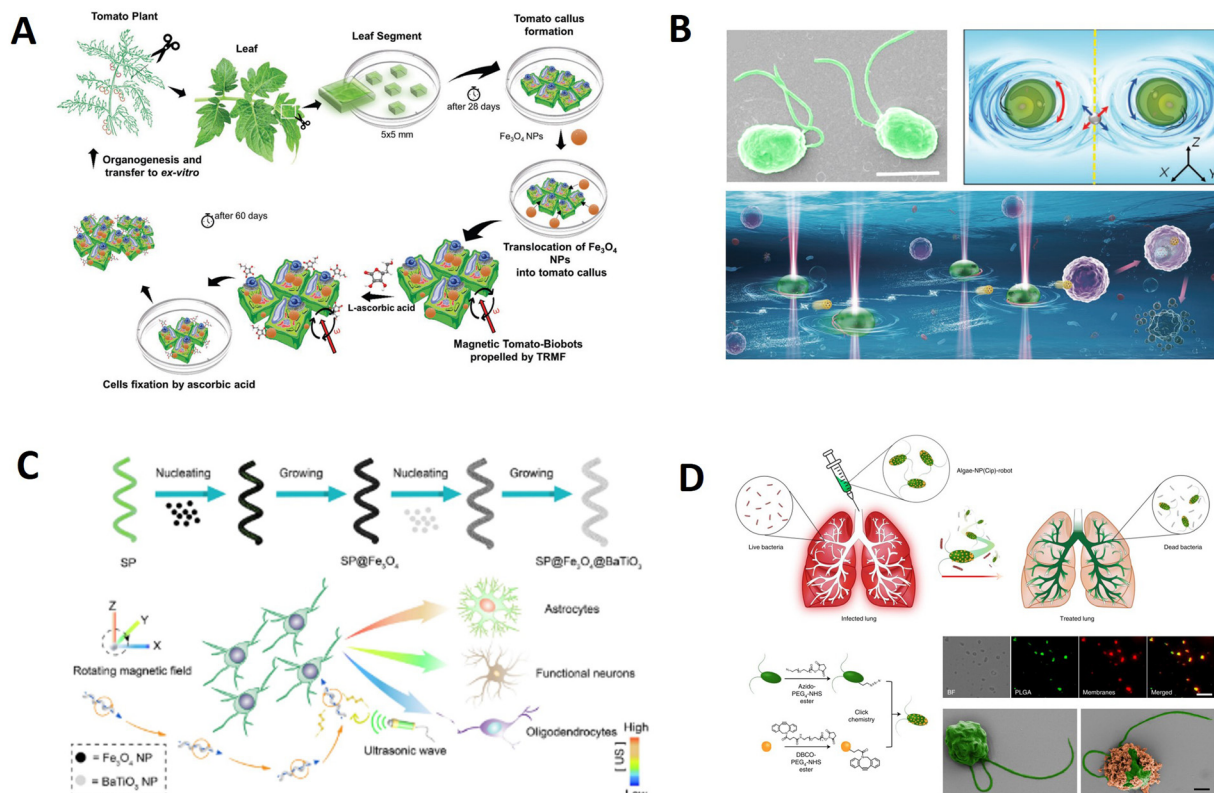 A
Tomato Plant
Leaf
Leaf Segment
5x5 mm
after 28 days
Tomato callus
formation
Fe₃O₄ NPs
Translocation of Fe₃O₄
NPs
into tomato callus
Magnetic Tomato-Biobots
propelled by TRMF
ω
L-ascorbic acid
ω
Cells fixation by ascorbic acid
after 60 days
Organogenesis and
transfer to ex-vitro
B
Z
X
Y
C
Nucleating
Growing
Nucleating
Growing
SP
SP@Fe₃O₄
SP@Fe₃O₄@BaTiO₃
Z
Y
X
Rotating magnetic field
Astrocytes
Functional neurons
Oligodendrocytes
Ultrasonic wave
High
[ US ]
Low
= Fe₃O₄ NP
= BaTiO₃ NP
D
Algae-NP(Cip)-robot
Live bacteria
Dead bacteria
Infected lung
Treated lung
Azido-
PEG₄-NHS
ester
Click
chemistry
DBCO-
PEG₄-NHS
ester
BF
PLGA
Membranes
Merged